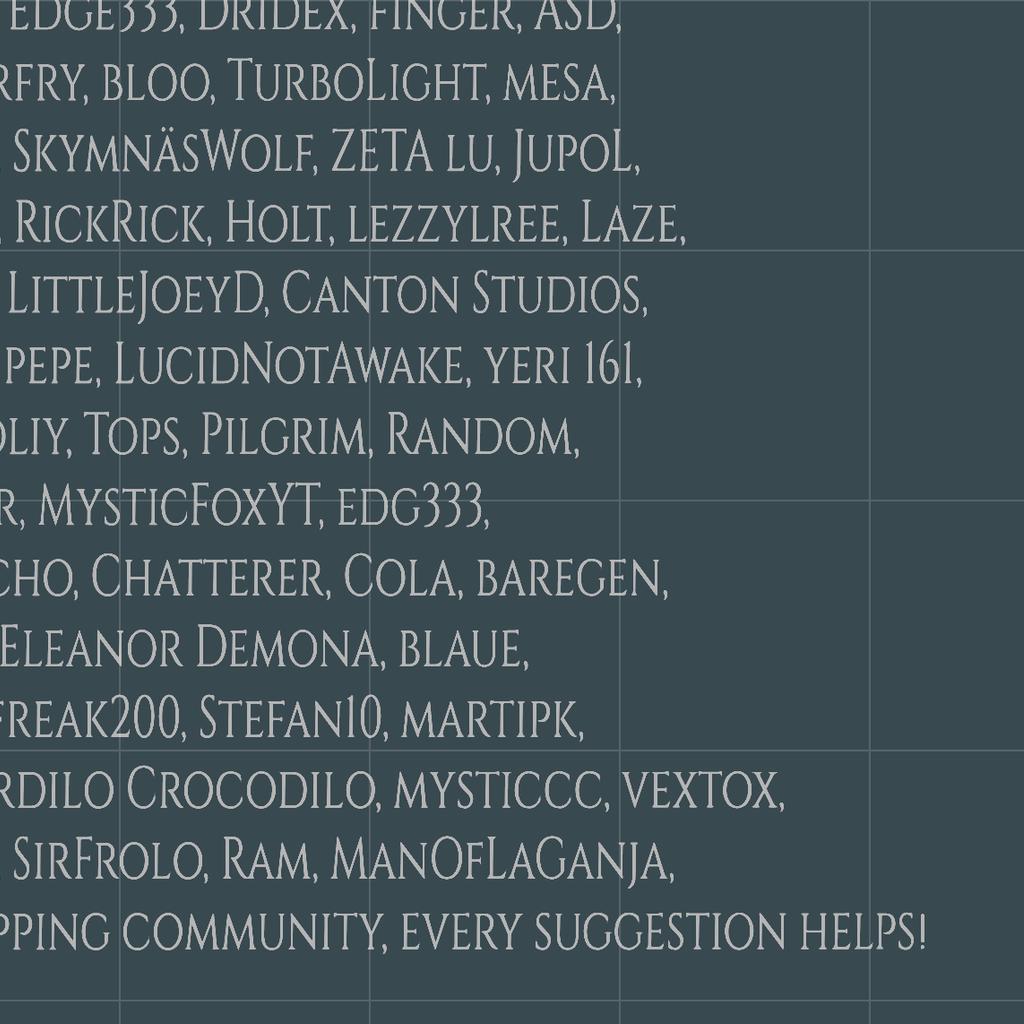 EDGE333, DRIDEX, FINGER, ASD,
RFRY, BLOO, TURBOLIGHT, MESA,
SKYMNÄSWOLF, ZETA LU, JUPOL,
RICKRICK, HOLT, LEZZYLREE, LAZE,
LITTLEJOEYD, CANTON STUDIOS,
PEPE, LUCIDNOTAWAKE, YERI 161,
OLIY, TOPS, PILGRIM, RANDOM,
R, MYSTICFOXYT, EDG333,
CHO, CHATTERER, COLA, BAREGEN,
ELEANOR DEMONA, BLAUE,
FREAK200, STEFAN10, MARTIPK,
RDILO CROCODILO, MYSTICCC, VEXTOX,
SIRFROLO, RAM, MANOFLAGANJA,
PPING COMMUNITY, EVERY SUGGESTION HELPS!